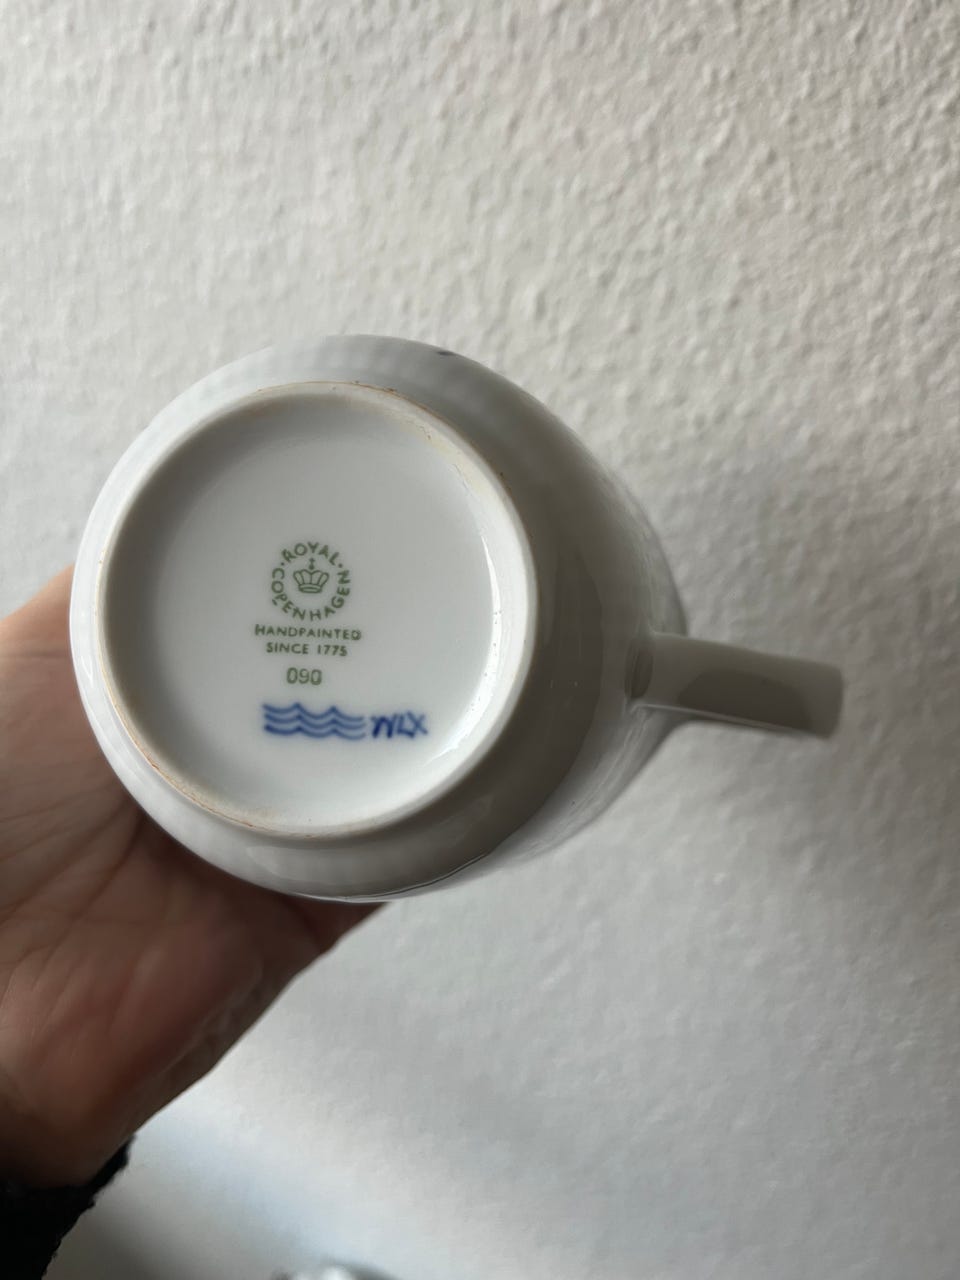 ROYAL COPENHAGEN
HANDPAINTED
SINCE 1775
090